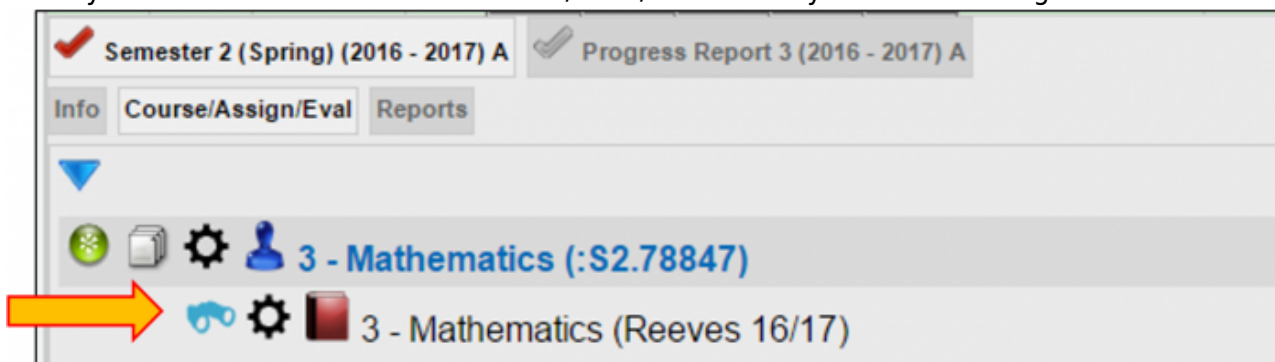 Semester 2 (Spring) (2016 - 2017) A Progress Report 3 (2016 - 2017) A
Info Course/Assign/Eval Reports
3 - Mathematics (:S2.78847)
3 - Mathematics (Reeves 16/17)